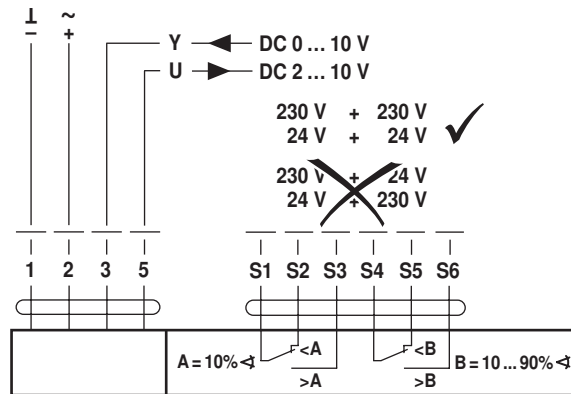 ⊥ ~
– +
Y DC 0 ... 10 V
U DC 2 ... 10 V
230 V + 230 V
24 V + 24 V
230 V + 24 V
24 V + 230 V
1 2 3 5 S1 S2 S3 S4 S5 S6
A = 10% ∢ <A <B B = 10 ... 90% ∢
>A >B